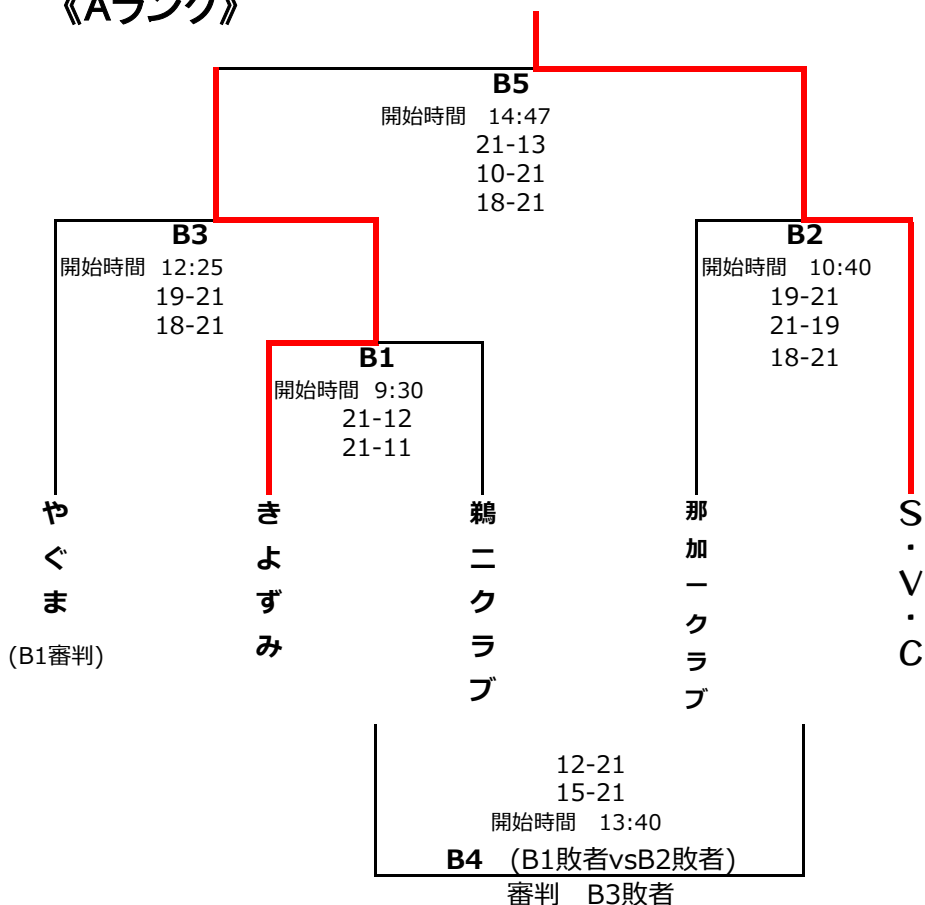 《Aランク》
B5
開始時間 14:47
21-13
10-21
18-21
B3
開始時間 12:25
19-21
18-21
B2
開始時間 10:40
19-21
21-19
18-21
B1
開始時間 9:30
21-12
21-11
やぐま
(B1審判)
きよずみ
鵜ニクラブ
那加一クラブ
S・V・C
12-21
15-21
開始時間 13:40
B4 (B1敗者vsB2敗者)
審判 B3敗者